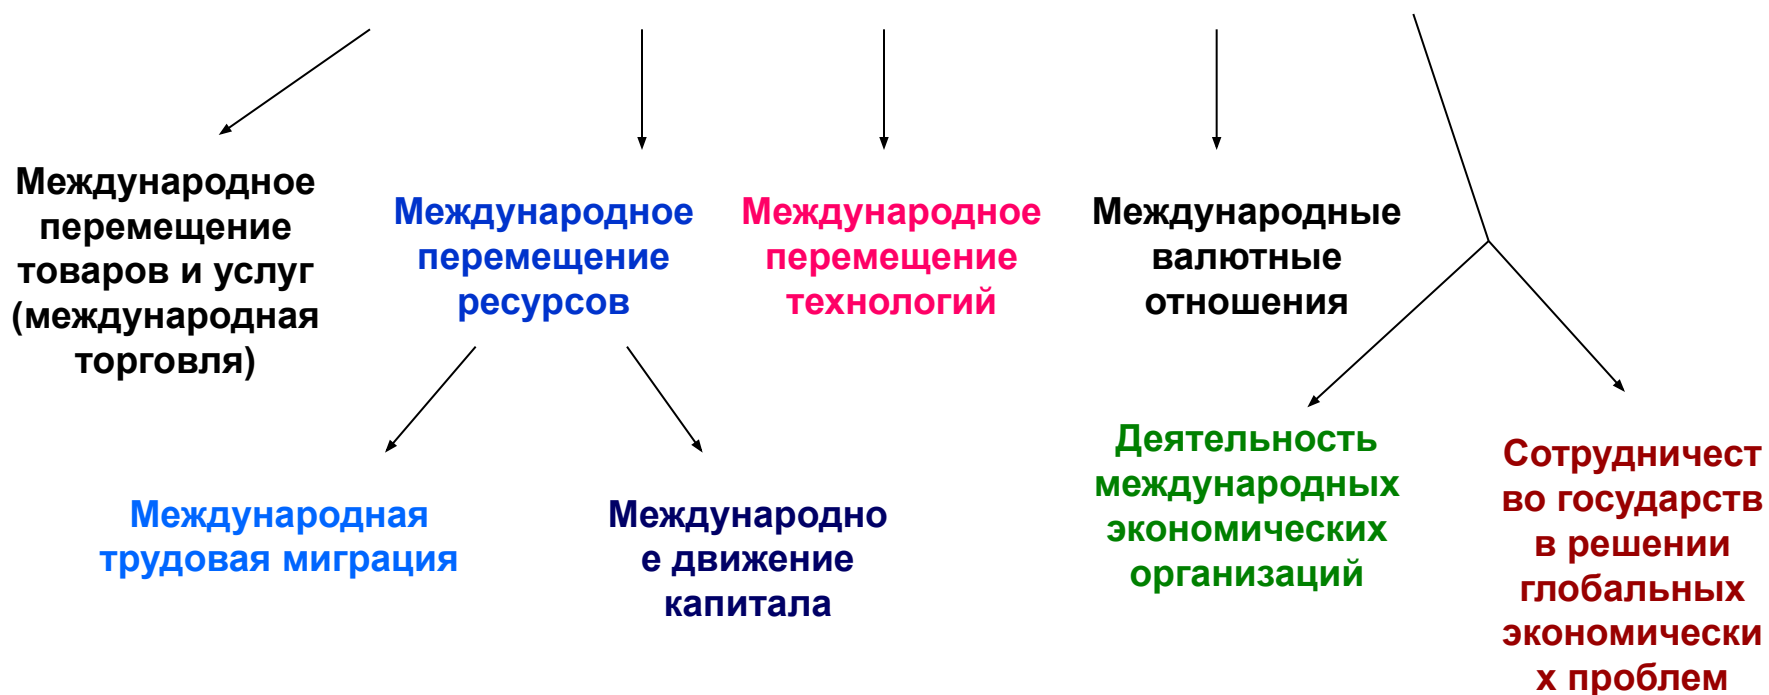 Международное
перемещение
товаров и услуг
(международная
торговля)
Международное
перемещение
ресурсов
Международное
перемещение
технологий
Международные
валютные
отношения
Международная
трудовая миграция
Международно
е движение
капитала
Деятельность
международных
экономических
организаций
Сотрудничест
во государств
в решении
глобальных
экономически
х проблем